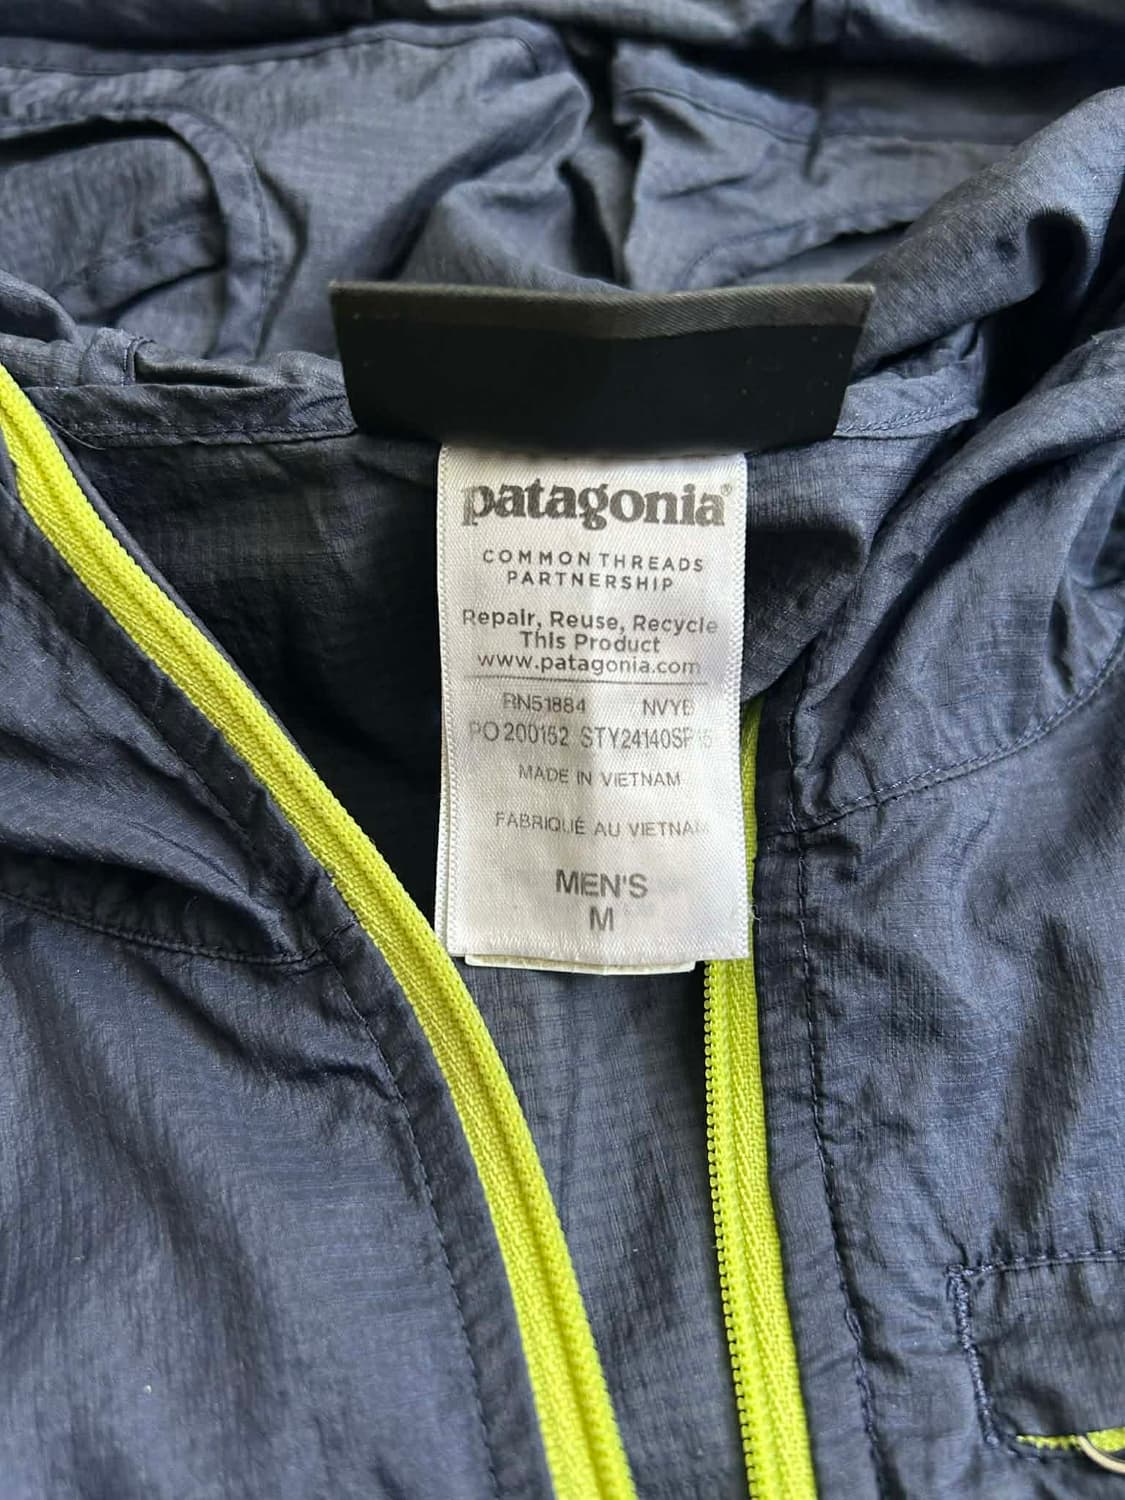 patagonia®
COMMON THREADS
PARTNERSHIP
Repair, Reuse, Recycle
This Product
www.patagonia.com
RN51884 NVYB
PO 200152 STY24140SP15
MADE IN VIETNAM
FABRIQUÉ AU VIETNAM
MEN'S
M